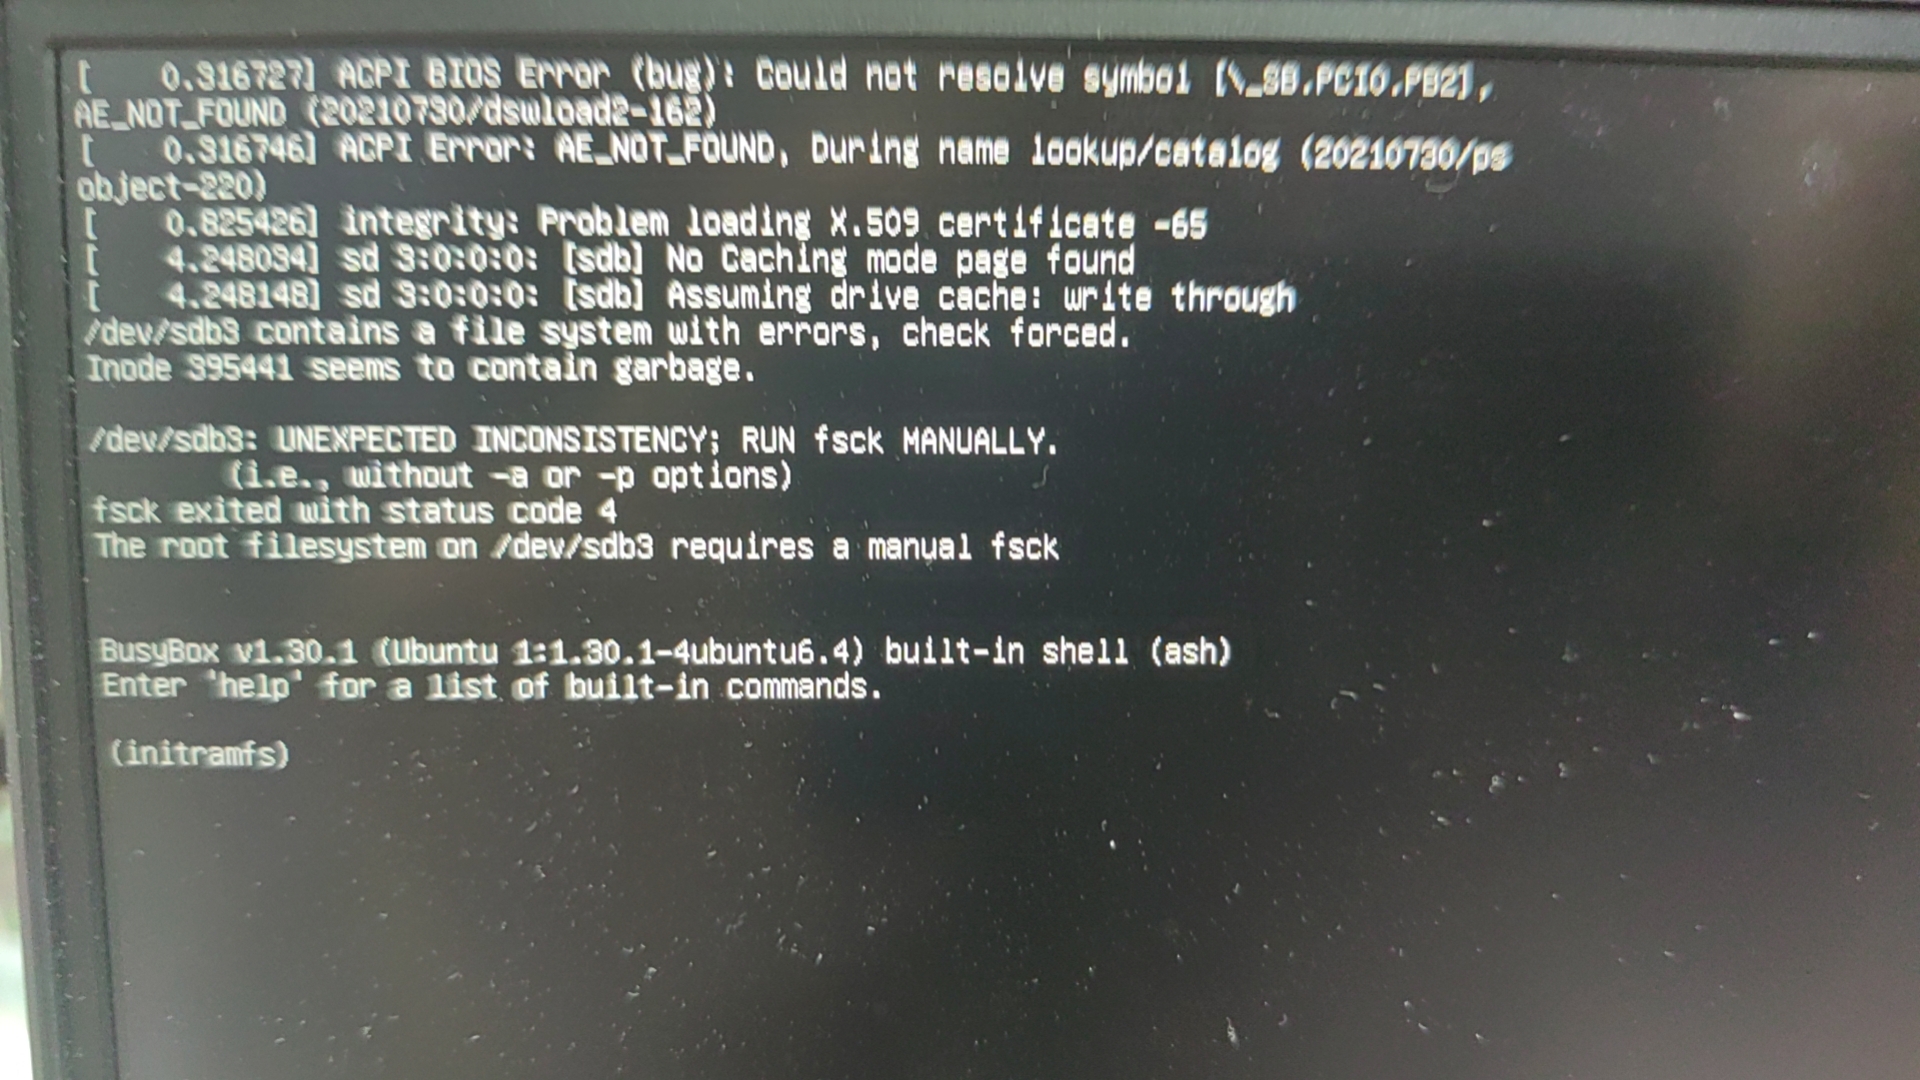 [    0.316727] ACPI BIOS Error (bug): Could not resolve symbol [\_SB.PCI0.PB2],
AE_NOT_FOUND (20210730/dswload2-162)
[    0.316746] ACPI Error: AE_NOT_FOUND, During name lookup/catalog (20210730/ps
object-220)
[    0.825426] integrity: Problem loading X.509 certificate -65
[    4.248034] sd 3:0:0:0: [sdb] No Caching mode page found
[    4.248148] sd 3:0:0:0: [sdb] Assuming drive cache: write through
/dev/sdb3 contains a file system with errors, check forced.
Inode 395441 seems to contain garbage.
/dev/sdb3: UNEXPECTED INCONSISTENCY; RUN fsck MANUALLY.
(i.e., without -a or -p options)
fsck exited with status code 4
The root filesystem on /dev/sdb3 requires a manual fsck
BusyBox v1.30.1 (Ubuntu 1:1.30.1-4ubuntu6.4) built-in shell (ash)
Enter 'help' for a list of built-in commands.
(initramfs)